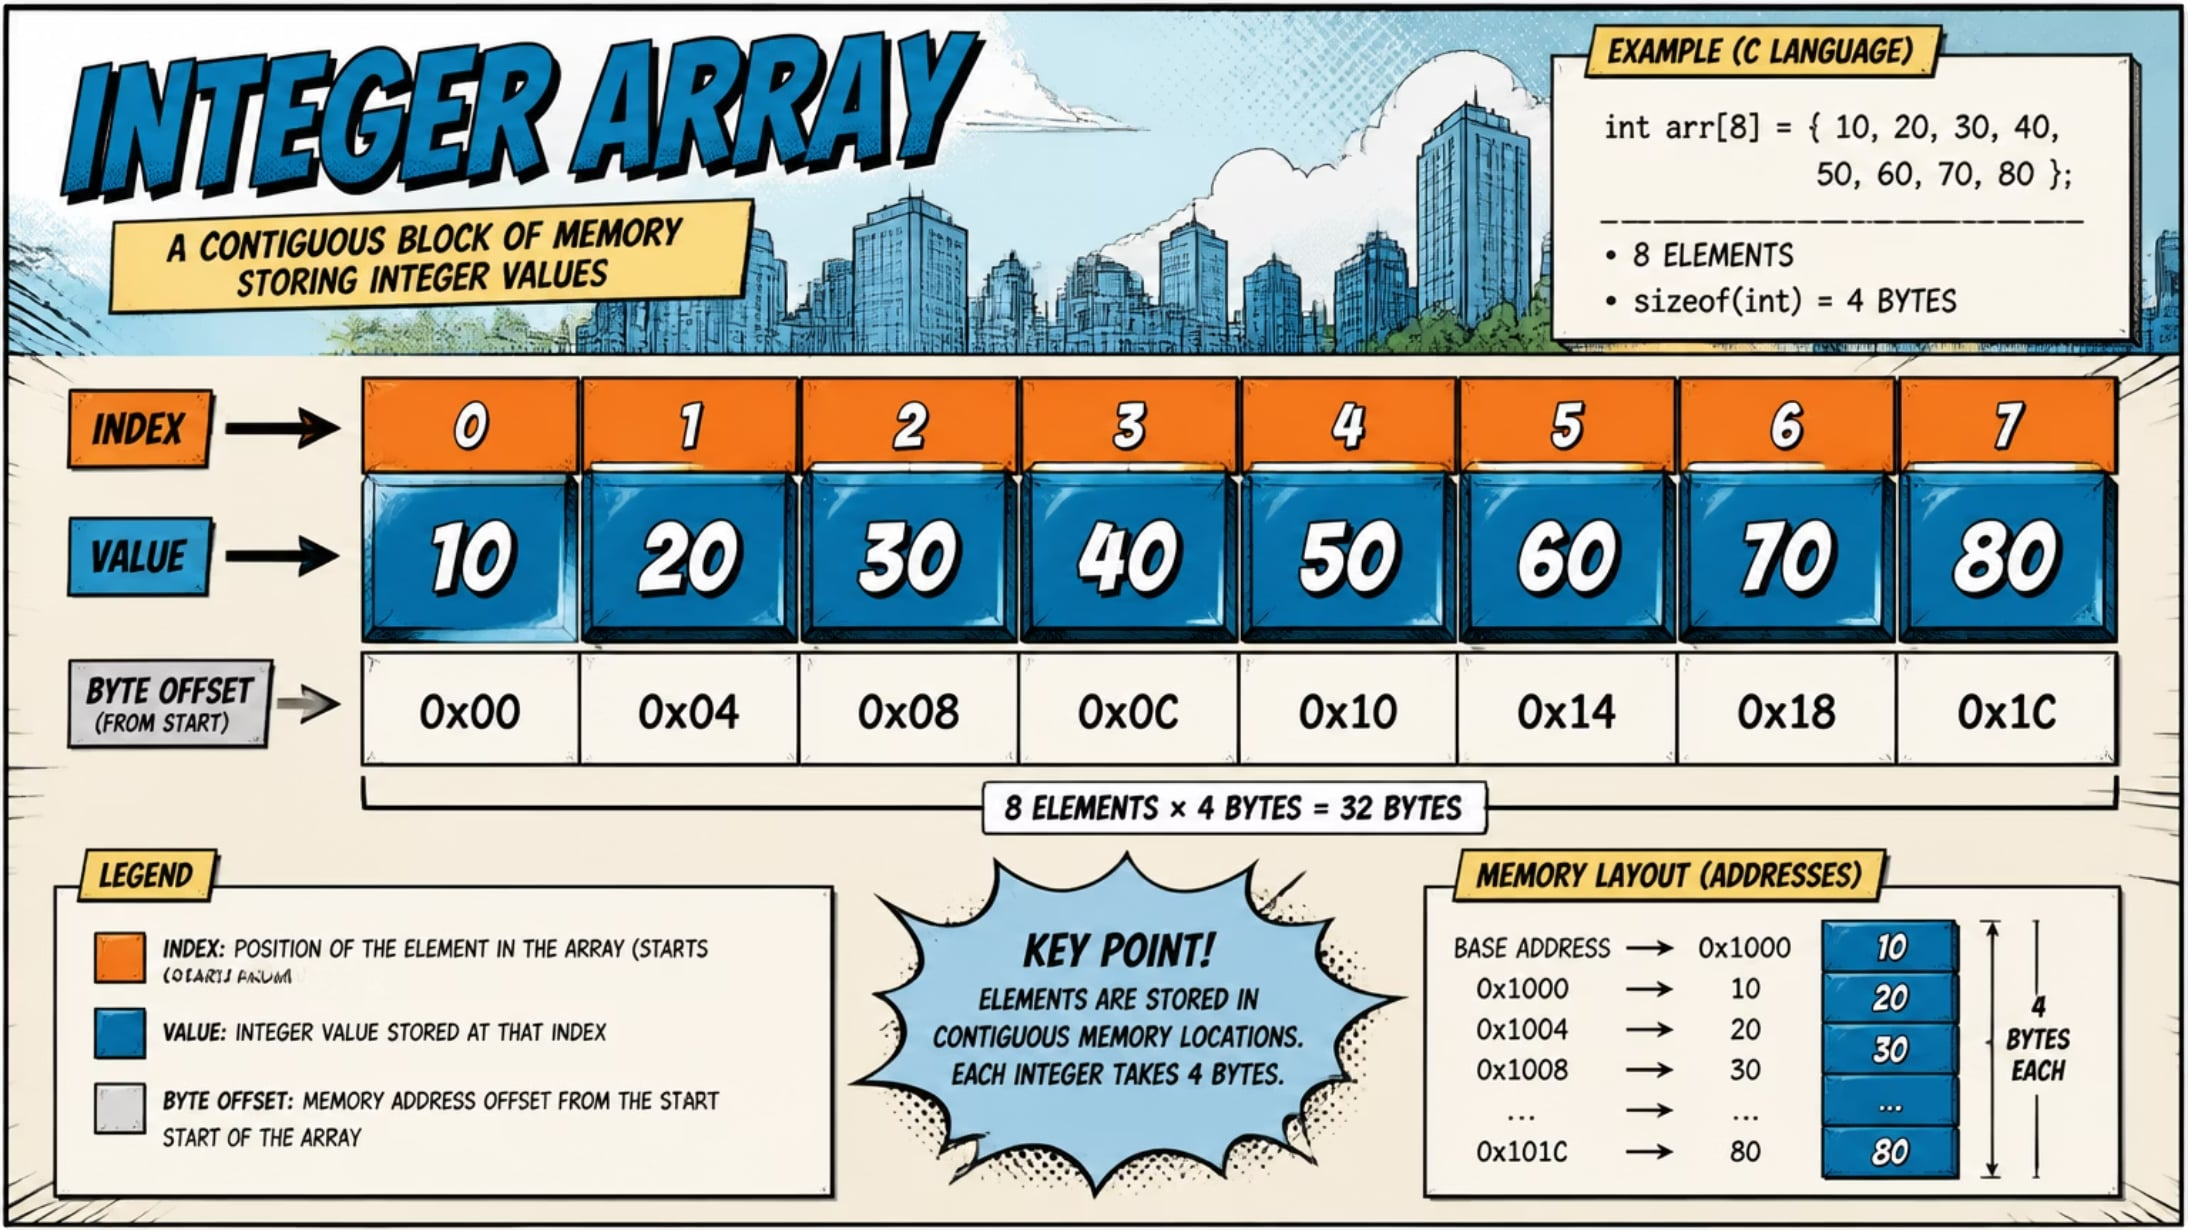 INTEGER ARRAY
A CONTIGUOUS BLOCK OF MEMORY
STORING INTEGER VALUES
EXAMPLE (C LANGUAGE)
int arr[8] = { 10, 20, 30, 40,
50, 60, 70, 80 };
• 8 ELEMENTS
• sizeof(int) = 4 BYTES
INDEX 0 1 2 3 4 5 6 7
VALUE 10 20 30 40 50 60 70 80
BYTE OFFSET
(FROM START)
0x00 0x04 0x08 0x0C 0x10 0x14 0x18 0x1C
8 ELEMENTS × 4 BYTES = 32 BYTES
LEGEND
INDEX: POSITION OF THE ELEMENT IN THE ARRAY (STARTS
VALUE: INTEGER VALUE STORED AT THAT INDEX
BYTE OFFSET: MEMORY ADDRESS OFFSET FROM THE START
START OF THE ARRAY
KEY POINT!
ELEMENTS ARE STORED IN
CONTIGUOUS MEMORY LOCATIONS.
EACH INTEGER TAKES 4 BYTES.
MEMORY LAYOUT (ADDRESSES)
BASE ADDRESS → 0x1000
0x1000 → 10
0x1004 → 20
0x1008 → 30
... → ...
0x101C → 80
10
20
30
...
80
4
BYTES
EACH